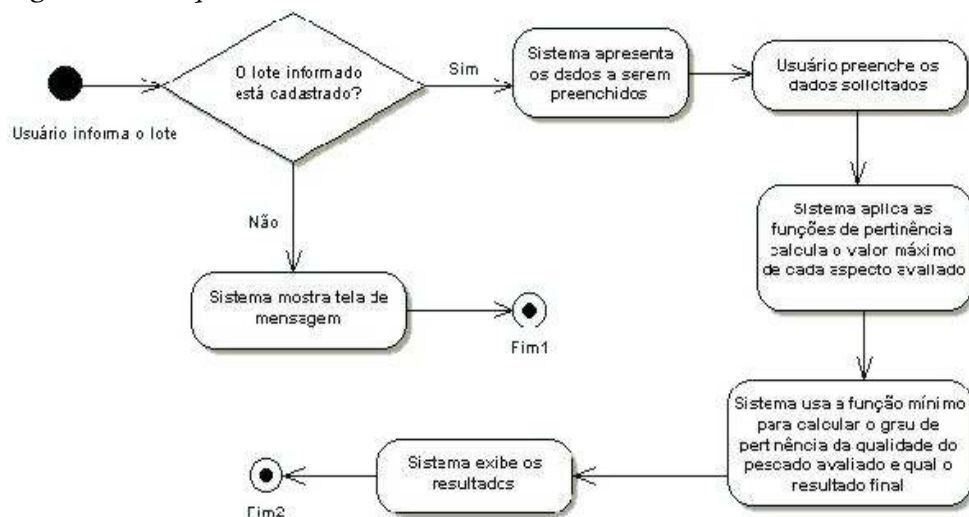 O lote informado
está cadastrado?
Sim
Sistema apresenta
os dados a serem
preenchidos
Usuário preenche os
dados solicitados
Usuário informa o lote
Não
Sistema aplica as
funções de pertinência
calcula o valor máximo
de cada aspecto avaliado
Sistema mostra tela de
mensagem
Fim1
Sistema usa a função mínimo
para calcular o grau de
pertinência da qualidade do
pescado avaliado e qual o
resultado final
Sistema exibe os
resultados
Fim2